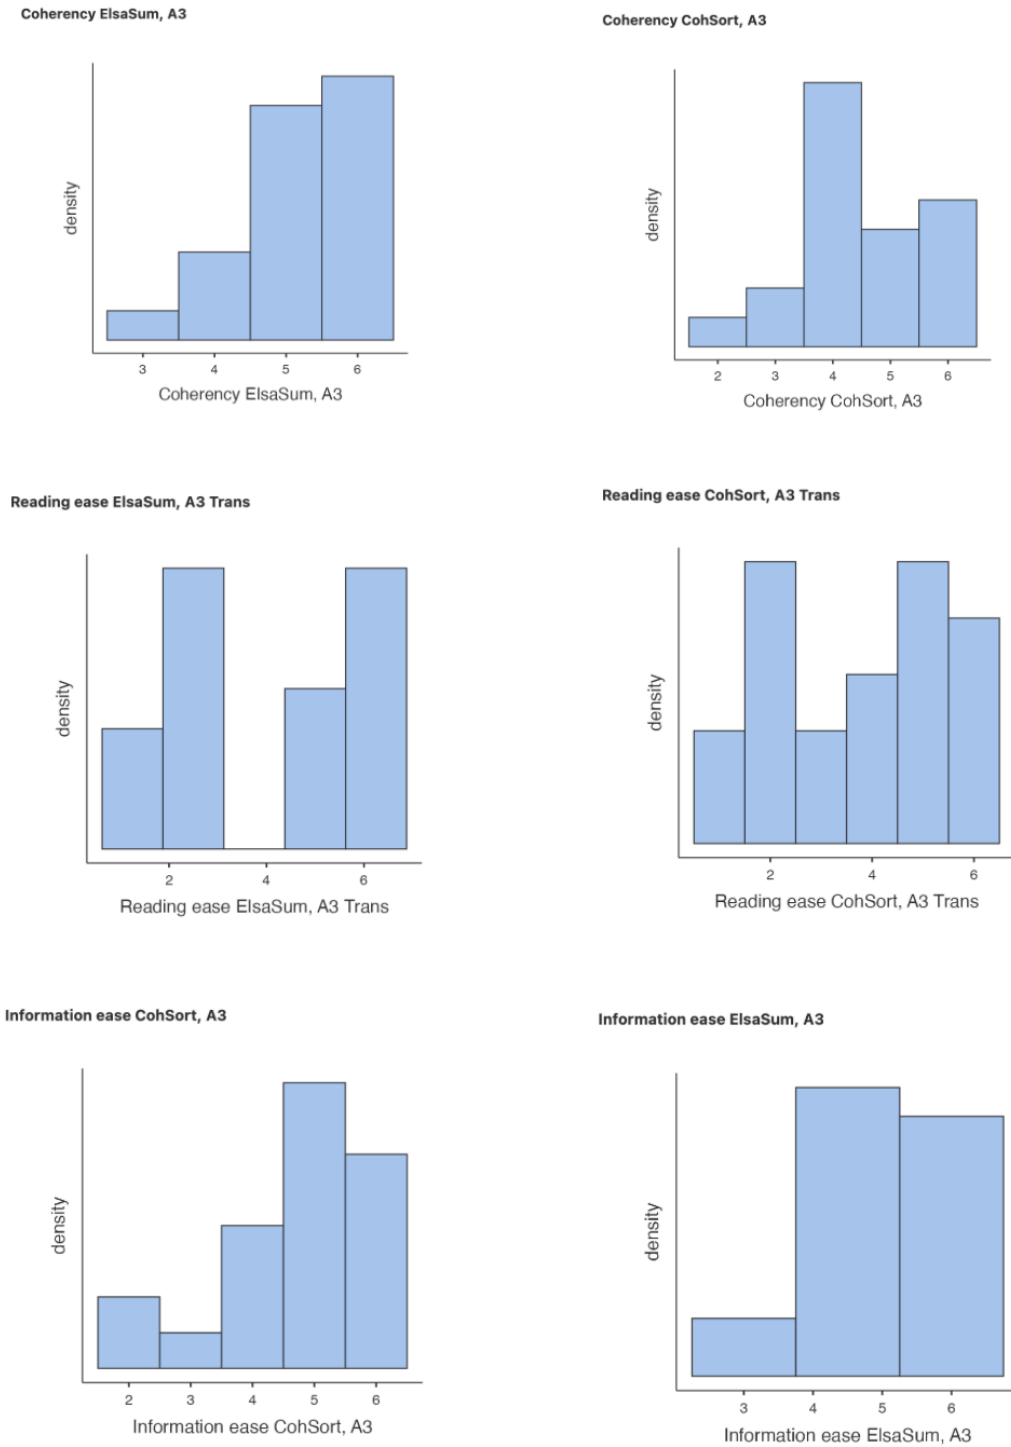 Coherency ElsaSum, A3
density
3 4 5 6
Coherency ElsaSum, A3
Coherency CohSort, A3
density
2 3 4 5 6
Coherency CohSort, A3
Reading ease ElsaSum, A3 Trans
density
2 4 6
Reading ease ElsaSum, A3 Trans
Reading ease CohSort, A3 Trans
density
2 4 6
Reading ease CohSort, A3 Trans
Information ease CohSort, A3
density
2 3 4 5 6
Information ease CohSort, A3
Information ease ElsaSum, A3
density
3 4 5 6
Information ease ElsaSum, A3